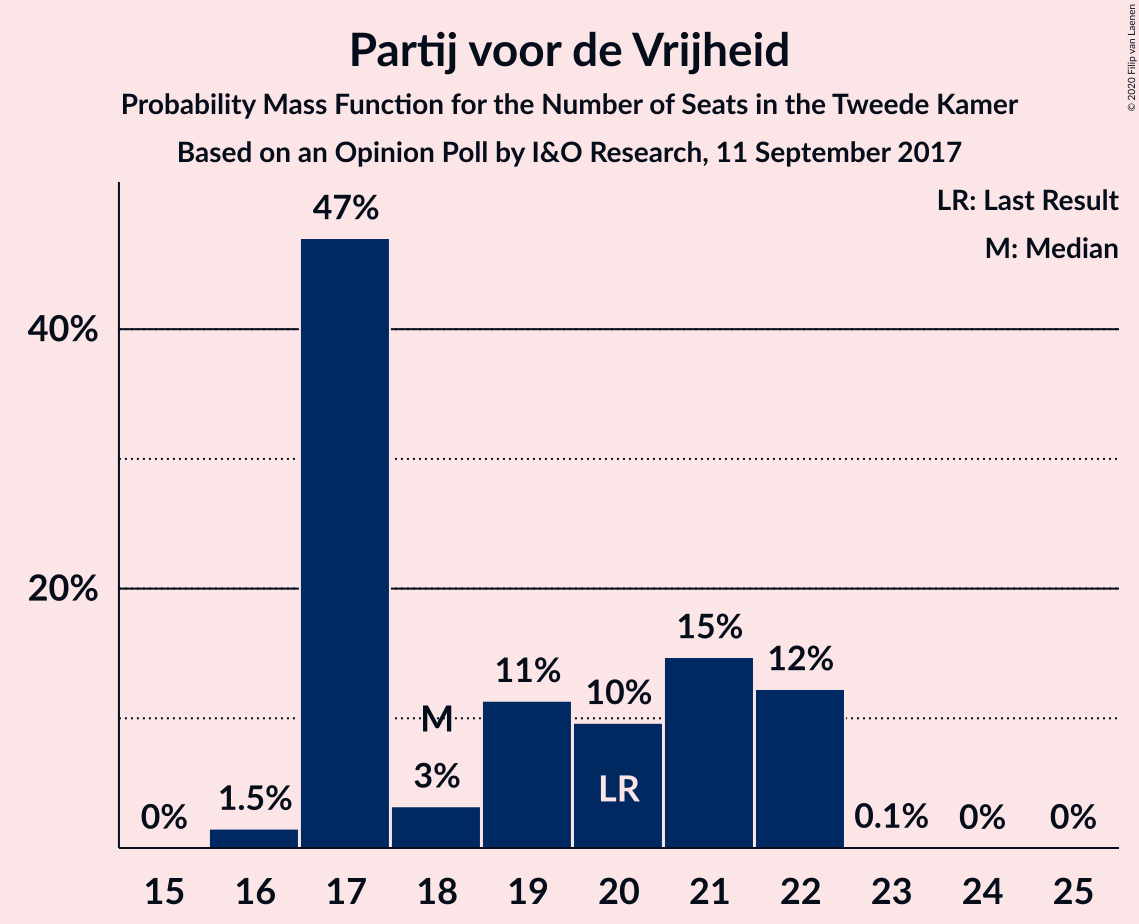 Partij voor de Vrijheid
Probability Mass Function for the Number of Seats in the Tweede Kamer
Based on an Opinion Poll by I&O Research, 11 September 2017
© 2020 Filip van Laenen
LR: Last Result
M: Median
47%
40%
20%
15%
12%
11%
10%
M
3%
LR
1.5%
0%
0.1%
0%
0%
15 16 17 18 19 20 21 22 23 24 25